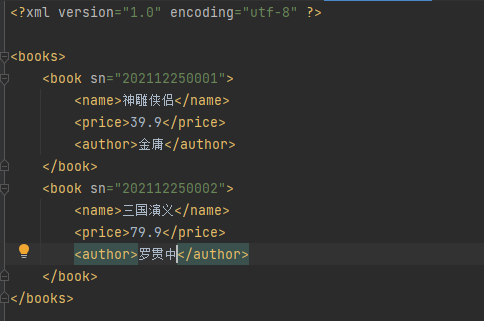 <?xml version="1.0" encoding="utf-8" ?>
<books>
<book sn="202112250001">
<name>神雕侠侣</name>
<price>39.9</price>
<author>金庸</author>
</book>
<book sn="202112250002">
<name>三国演义</name>
<price>79.9</price>
<author>罗贯中</author>
</book>
</books>